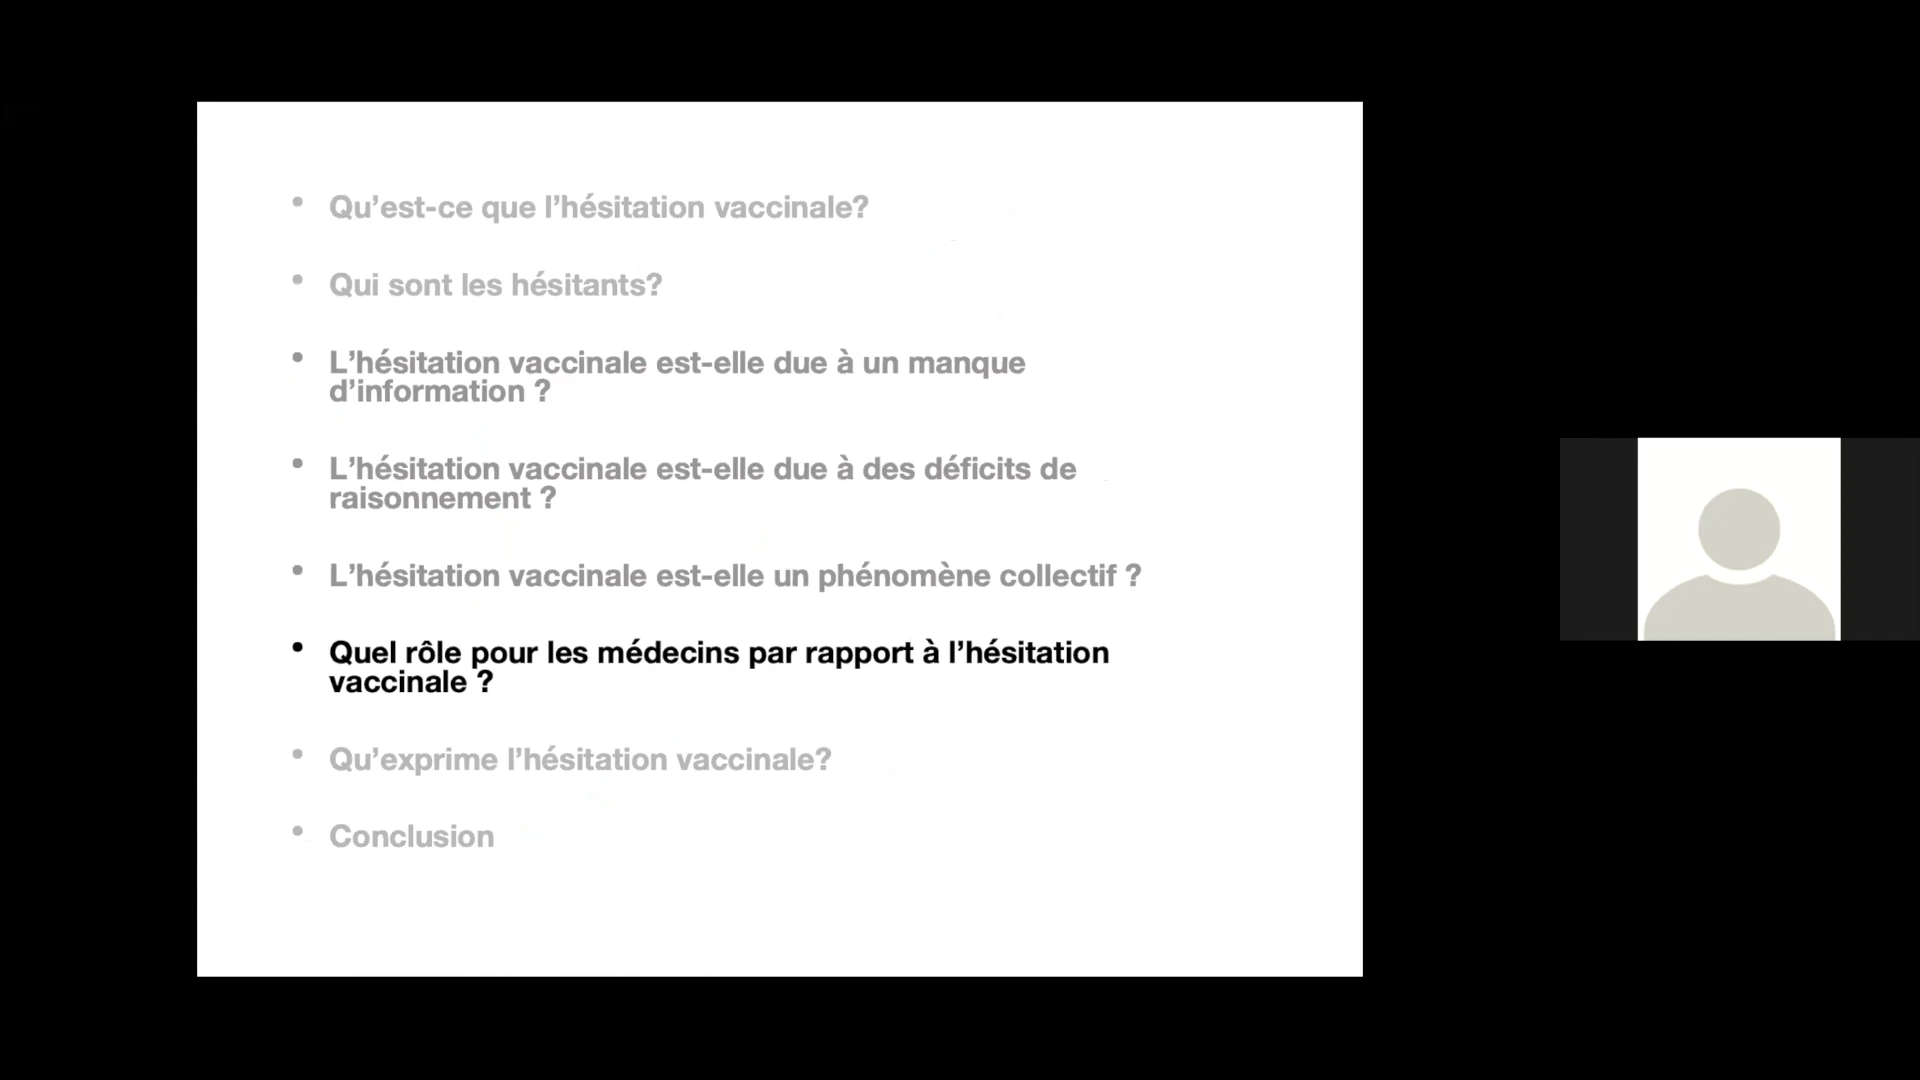 • Qu’est-ce que l’hésitation vaccinale?
• Qui sont les hésitants?
• L’hésitation vaccinale est-elle due à un manque
d’information ?
• L’hésitation vaccinale est-elle due à des déficits de
raisonnement ?
• L’hésitation vaccinale est-elle un phénomène collectif ?
• Quel rôle pour les médecins par rapport à l’hésitation
vaccinale ?
• Qu’exprime l’hésitation vaccinale?
• Conclusion